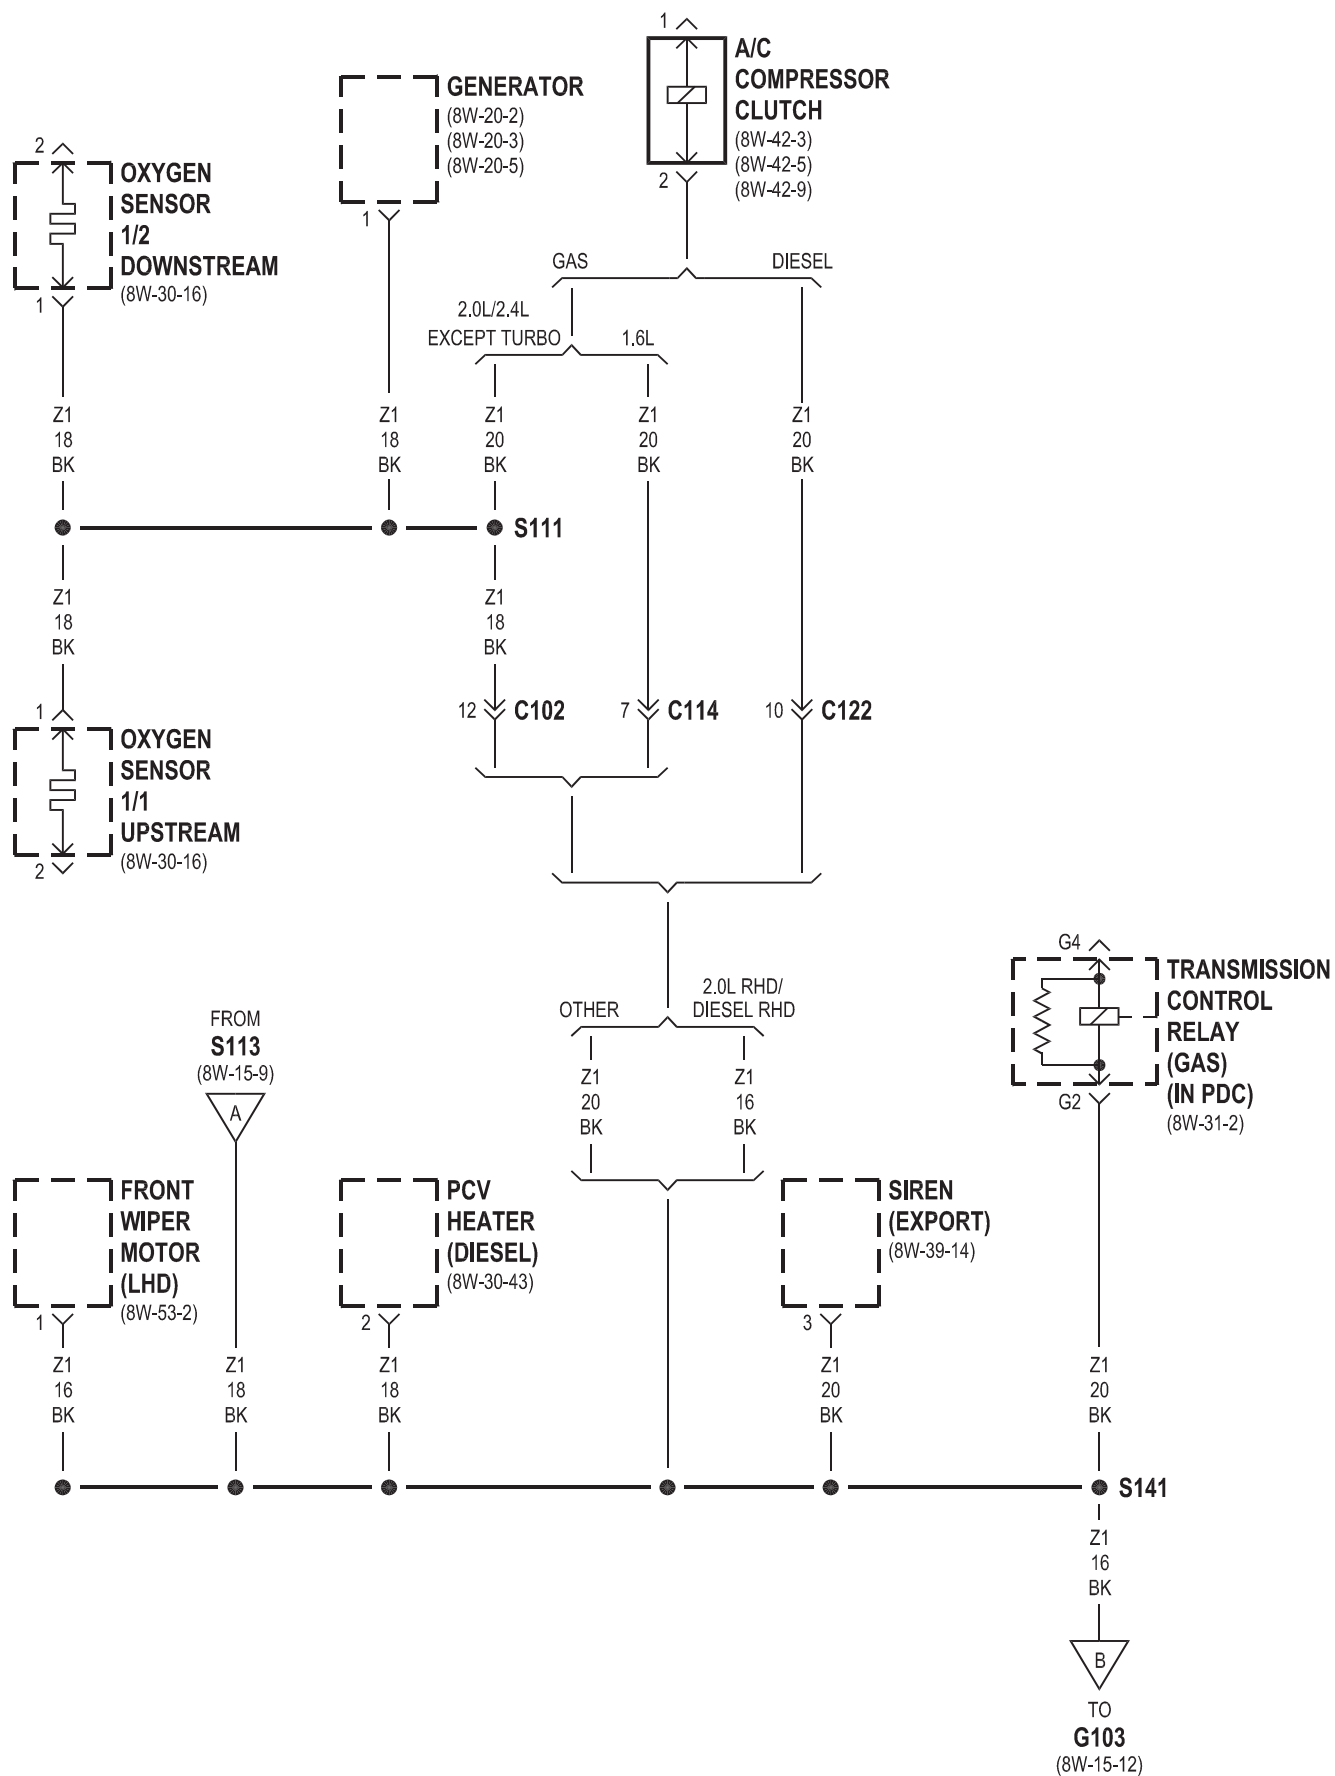 1
A/C
COMPRESSOR
CLUTCH
(8W-42-3)
(8W-42-5)
(8W-42-9)
2
GENERATOR
(8W-20-2)
(8W-20-3)
(8W-20-5)
1
2
OXYGEN
SENSOR
1/2
DOWNSTREAM
(8W-30-16)
1
GAS
DIESEL
2.0L/2.4L
EXCEPT TURBO
1.6L
Z1
18
BK
Z1
18
BK
Z1
20
BK
Z1
20
BK
Z1
20
BK
S111
Z1
18
BK
Z1
18
BK
1
12
C102
7
C114
10
C122
OXYGEN
SENSOR
1/1
UPSTREAM
(8W-30-16)
2
G4
TRANSMISSION
CONTROL
RELAY
(GAS)
(IN PDC)
(8W-31-2)
G2
OTHER
2.0L RHD/
DIESEL RHD
FROM
S113
(8W-15-9)
A
Z1
20
BK
Z1
16
BK
FRONT
WIPER
MOTOR
(LHD)
(8W-53-2)
1
PCV
HEATER
(DIESEL)
(8W-30-43)
2
SIREN
(EXPORT)
(8W-39-14)
3
Z1
16
BK
Z1
18
BK
Z1
18
BK
Z1
20
BK
Z1
20
BK
S141
Z1
16
BK
B
TO
G103
(8W-15-12)